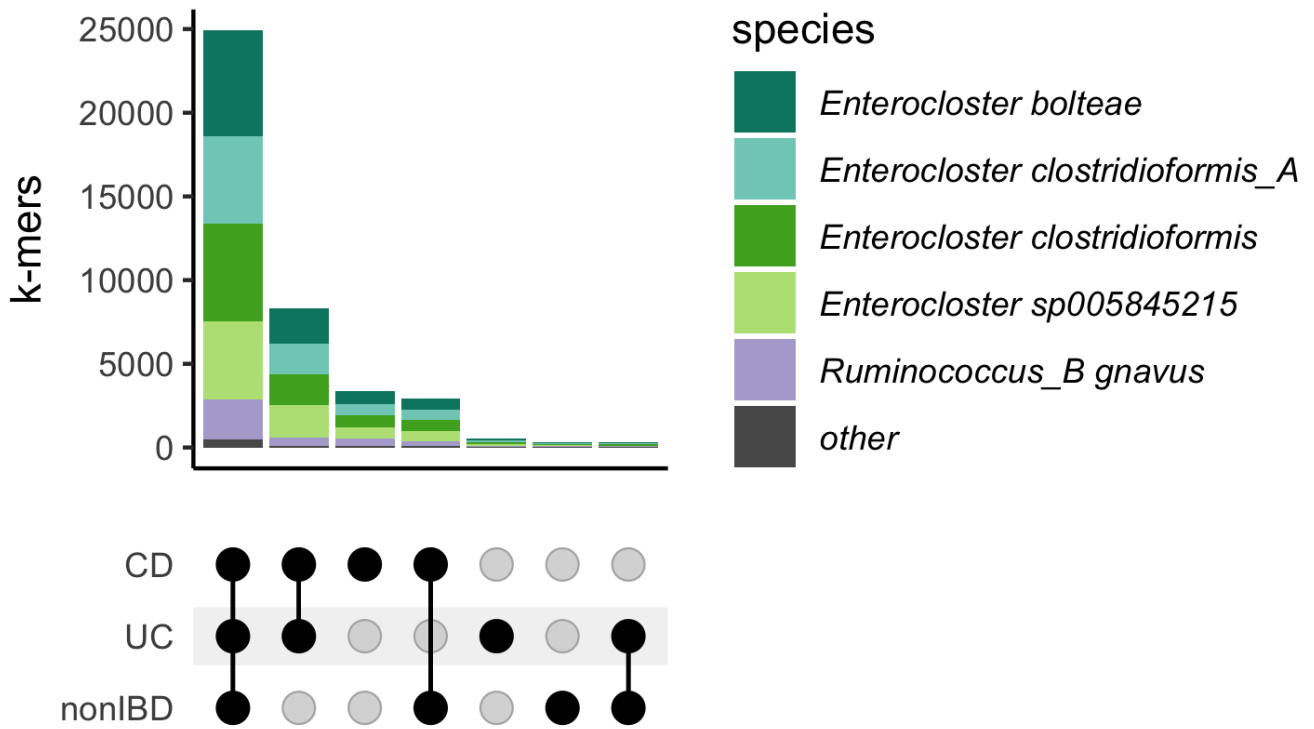 25000
20000
15000
10000
5000
0
k-mers
species
Enterocloster bolteae
Enterocloster clostridioformis_A
Enterocloster clostridioformis
Enterocloster sp005845215
Ruminococcus_B gnavus
other
CD
UC
nonIBD